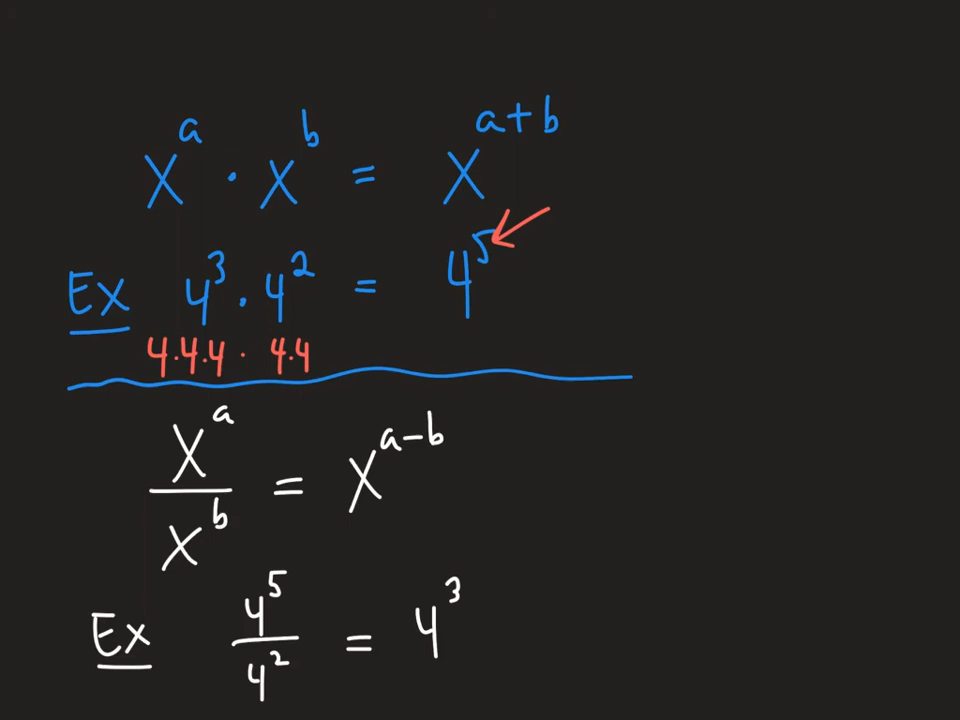 x^a · x^b = x^(a+b)
Ex 4^3 · 4^2 = 4^5
4·4·4 · 4·4
x^a / x^b = x^(a-b)
Ex 4^5 / 4^2 = 4^3